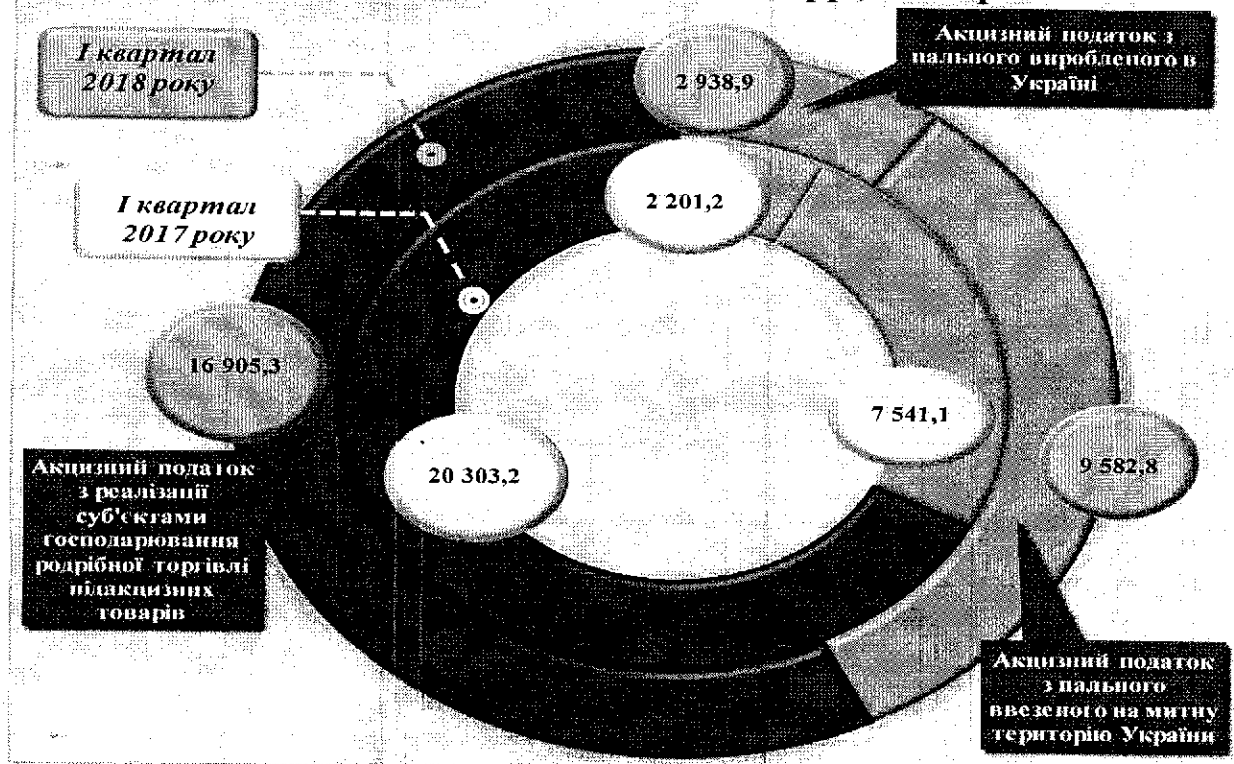 І квартал
2018 року
Акцизний податок з
пального виробленого в
Україні
2 938,9
І квартал
2017 року
2 201,2
16 905,3
7 541,1
9 582,8
20 303,2
Акцизний податок
з реалізації
суб'єктами
господарювання
родрібної торгівлі
підакцизних
товарів
Акцизний податок
з пального
ввезеного на митну
територію України